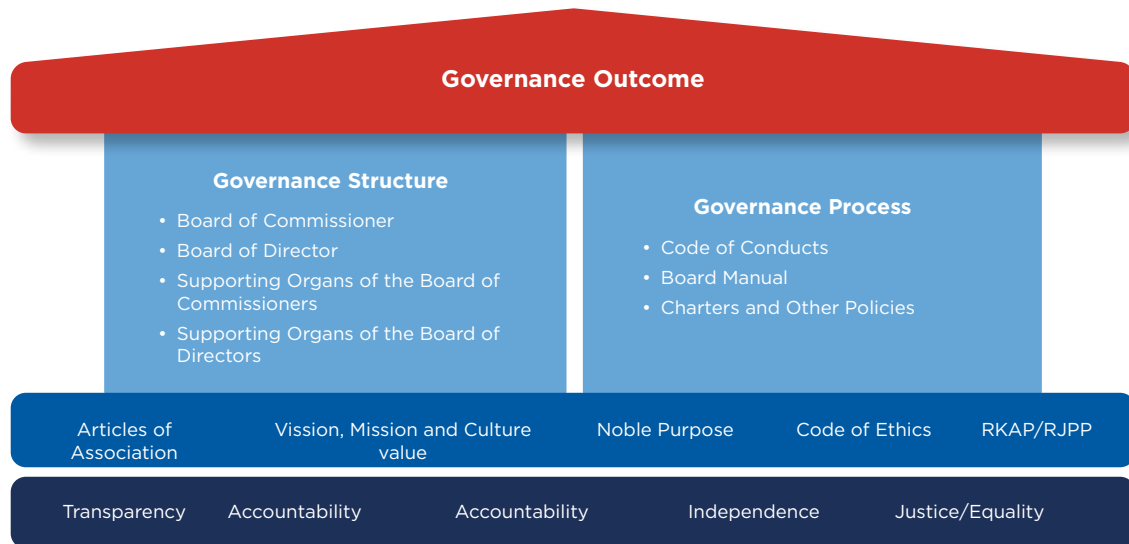 Governance Outcome
Governance Structure
• Board of Commissioner
• Board of Director
• Supporting Organs of the Board of
Commissioners
• Supporting Organs of the Board of
Directors
Governance Process
• Code of Conducts
• Board Manual
• Charters and Other Policies
Articles of
Association
Vission, Mission and Culture
value
Noble Purpose
Code of Ethics
RKAP/RJPP
Transparency
Accountability
Accountability
Independence
Justice/Equality